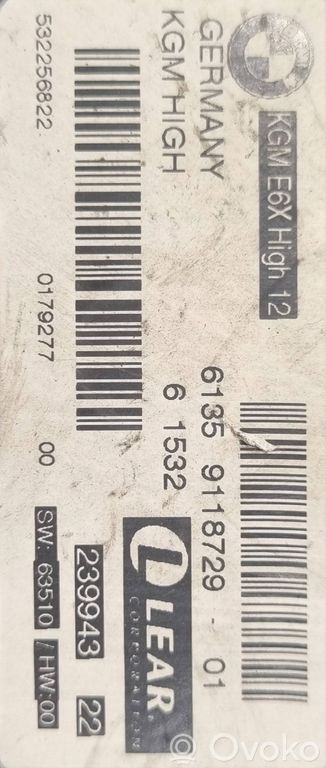 KGM E6X High 12
GERMANY
6135 9118729 - 01
KGM HIGH
6 1532
LEAR®
CORPORATION
239943 22
532256822
0179277 00
SW: 63510 / HW:00
Ovoko